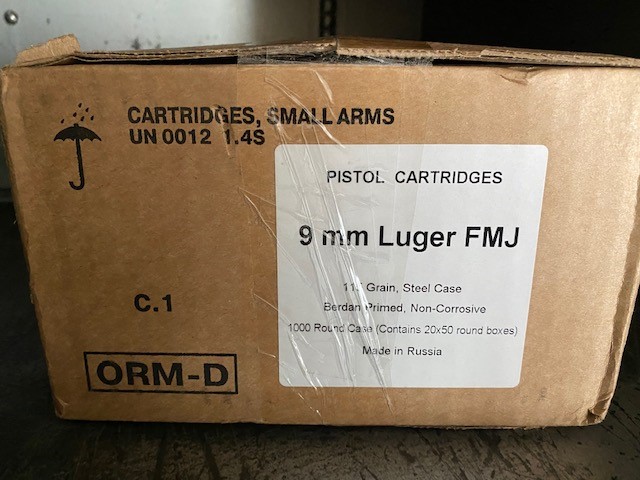 CARTRIDGES, SMALL ARMS
UN 0012 1.4S
PISTOL CARTRIDGES
9 mm Luger FMJ
Grain, Steel Case
Berdan Primed, Non-Corrosive
1000 Round Case (Contains 20x50 round boxes)
Made in Russia
C.1
ORM-D